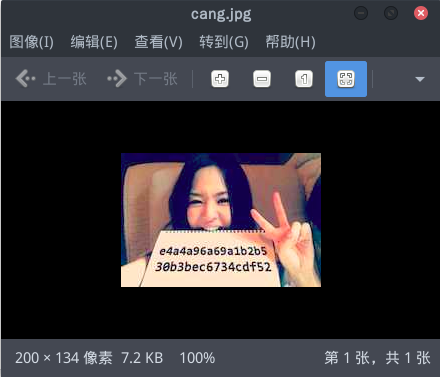 cang.jpg
图像(I) 编辑(E) 查看(V) 转到(G) 帮助(H)
上一张 下一张
e4a4a96a69a1b2b5
30b3bec6734cdf52
200 × 134 像素 7.2 KB 100% 第 1 张，共 1 张